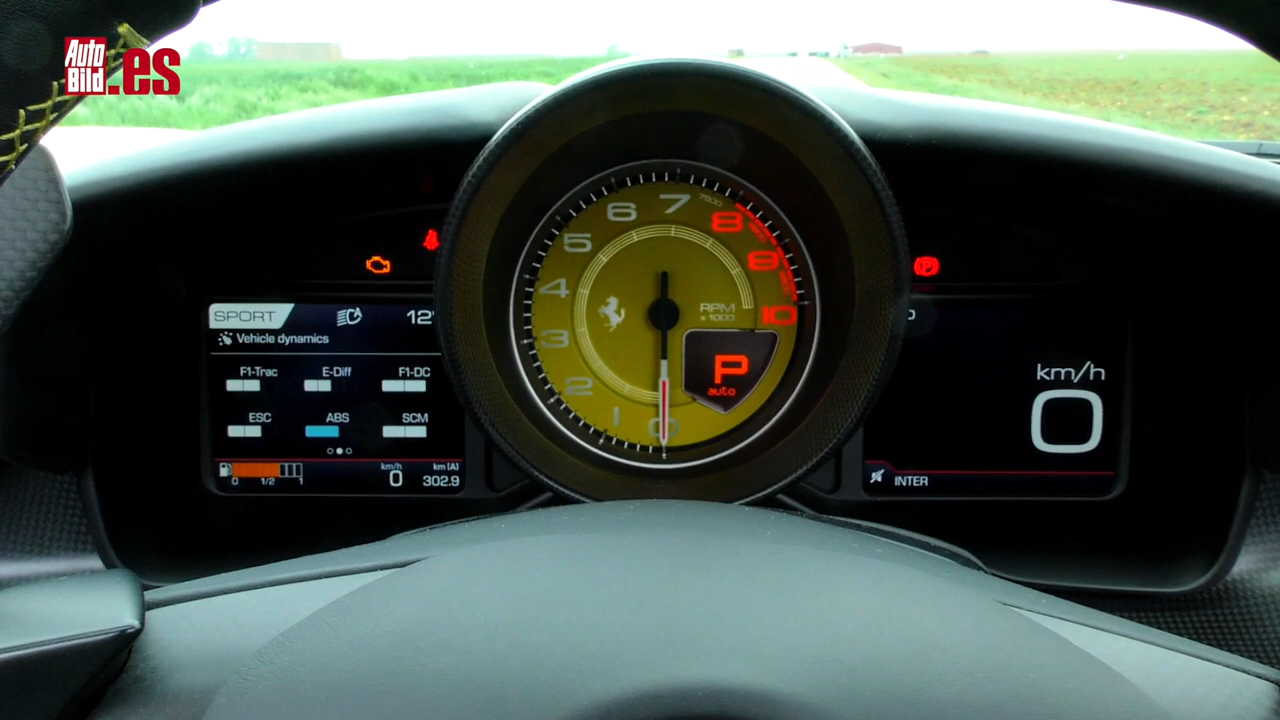 Auto
Bild
.es
SPORT
12°
Vehicle dynamics
F1-Trac E-Diff F1-DC
ESC ABS SCM
0 1/2 1
km/h
0
km [A]
302.9
0 1 2 3 4 5 6 7 8 9 10
RPM
x 1000
P
auto
P
km/h
0
INTER